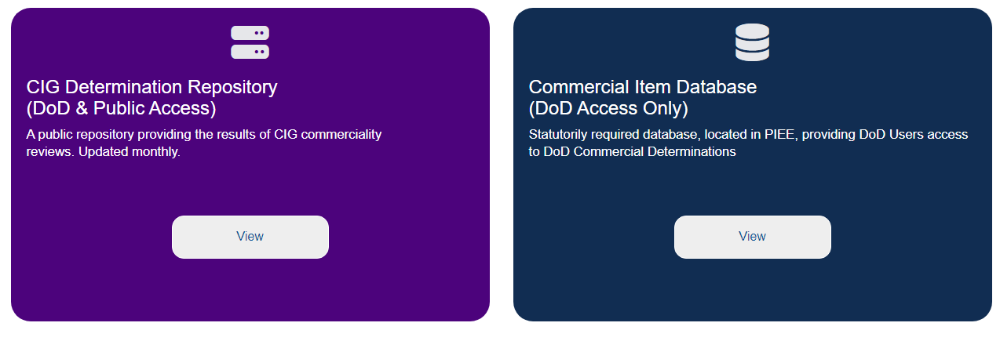 CIG Determination Repository
(DoD & Public Access)
A public repository providing the results of CIG commerciality
reviews. Updated monthly.
View
Commercial Item Database
(DoD Access Only)
Statutorily required database, located in PIEE, providing DoD Users access
to DoD Commercial Determinations
View